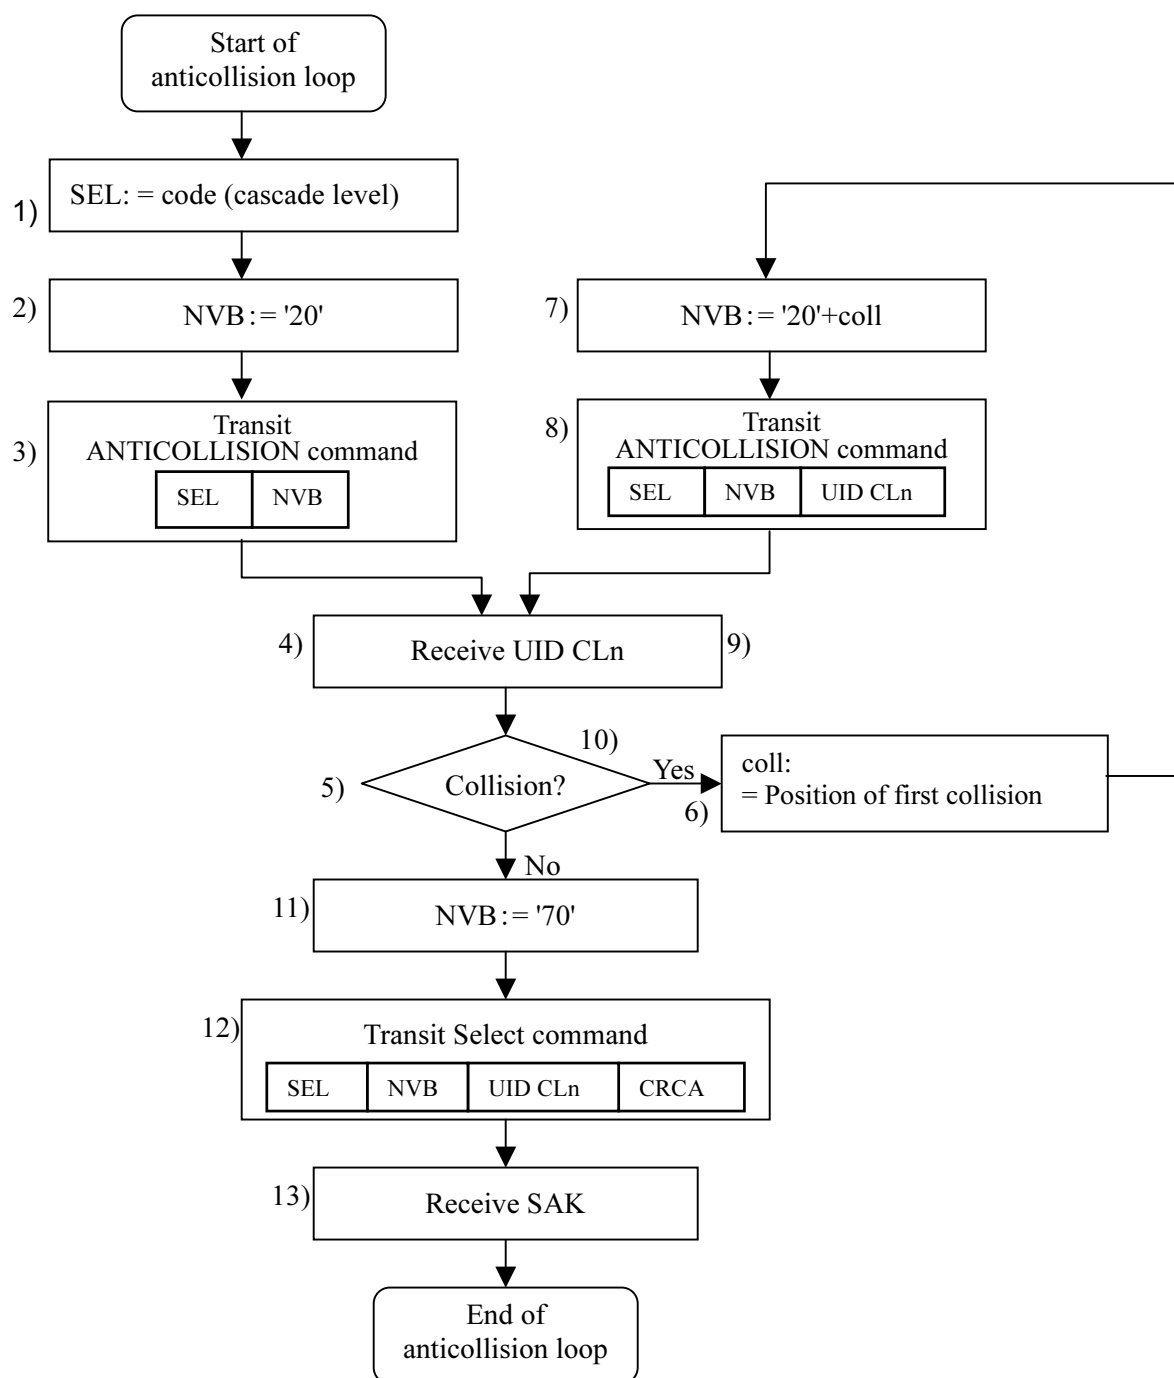 Start of
anticollision loop
1)
SEL: = code (cascade level)
2)
NVB: = '20'
3)
Transit
ANTICOLLISION command
SEL
NVB
7)
NVB: = '20'+coll
8)
Transit
ANTICOLLISION command
SEL
NVB
UID CLn
4)
Receive UID CLn
9)
5)
Collision?
10)
Yes
6)
coll:
= Position of first collision
No
11)
NVB: = '70'
12)
Transit Select command
SEL
NVB
UID CLn
CRCA
13)
Receive SAK
End of
anticollision loop